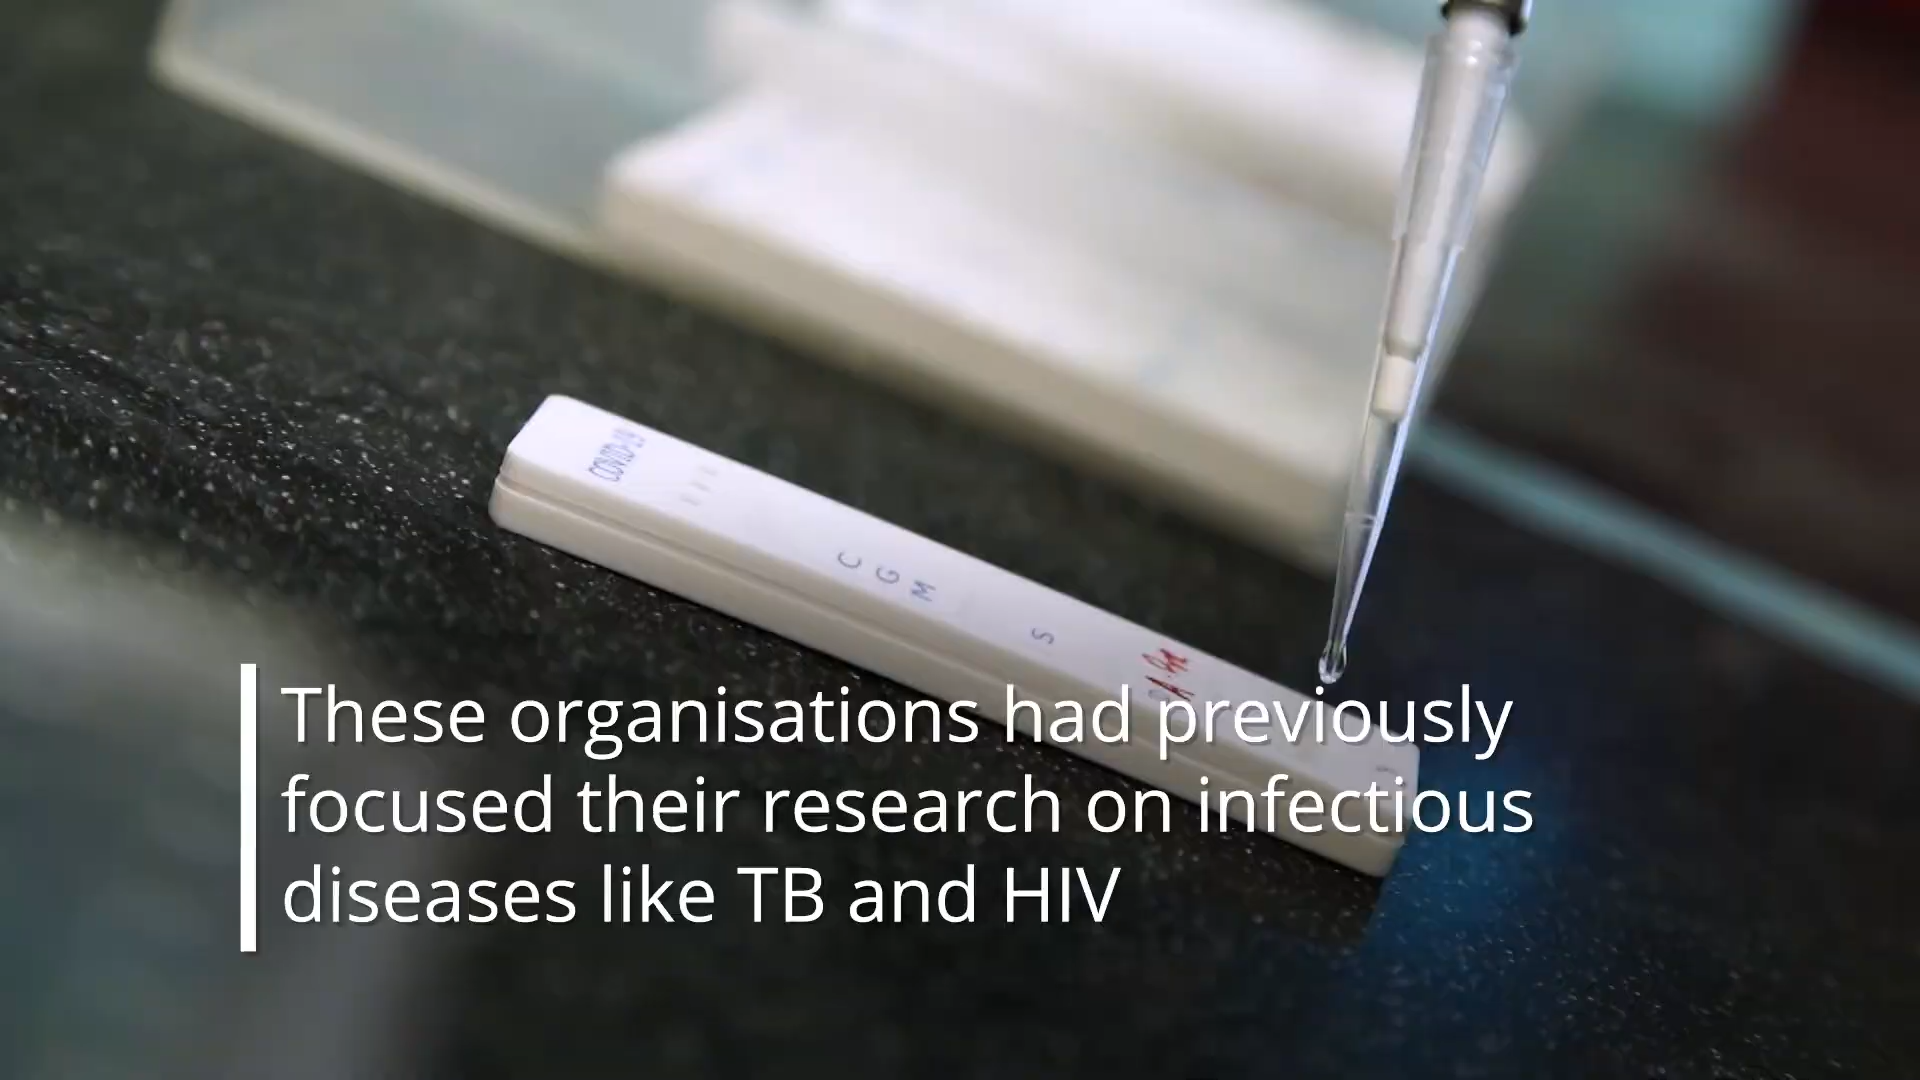 COVID-19
C
G
M
S
These organisations had previously
focused their research on infectious
diseases like TB and HIV